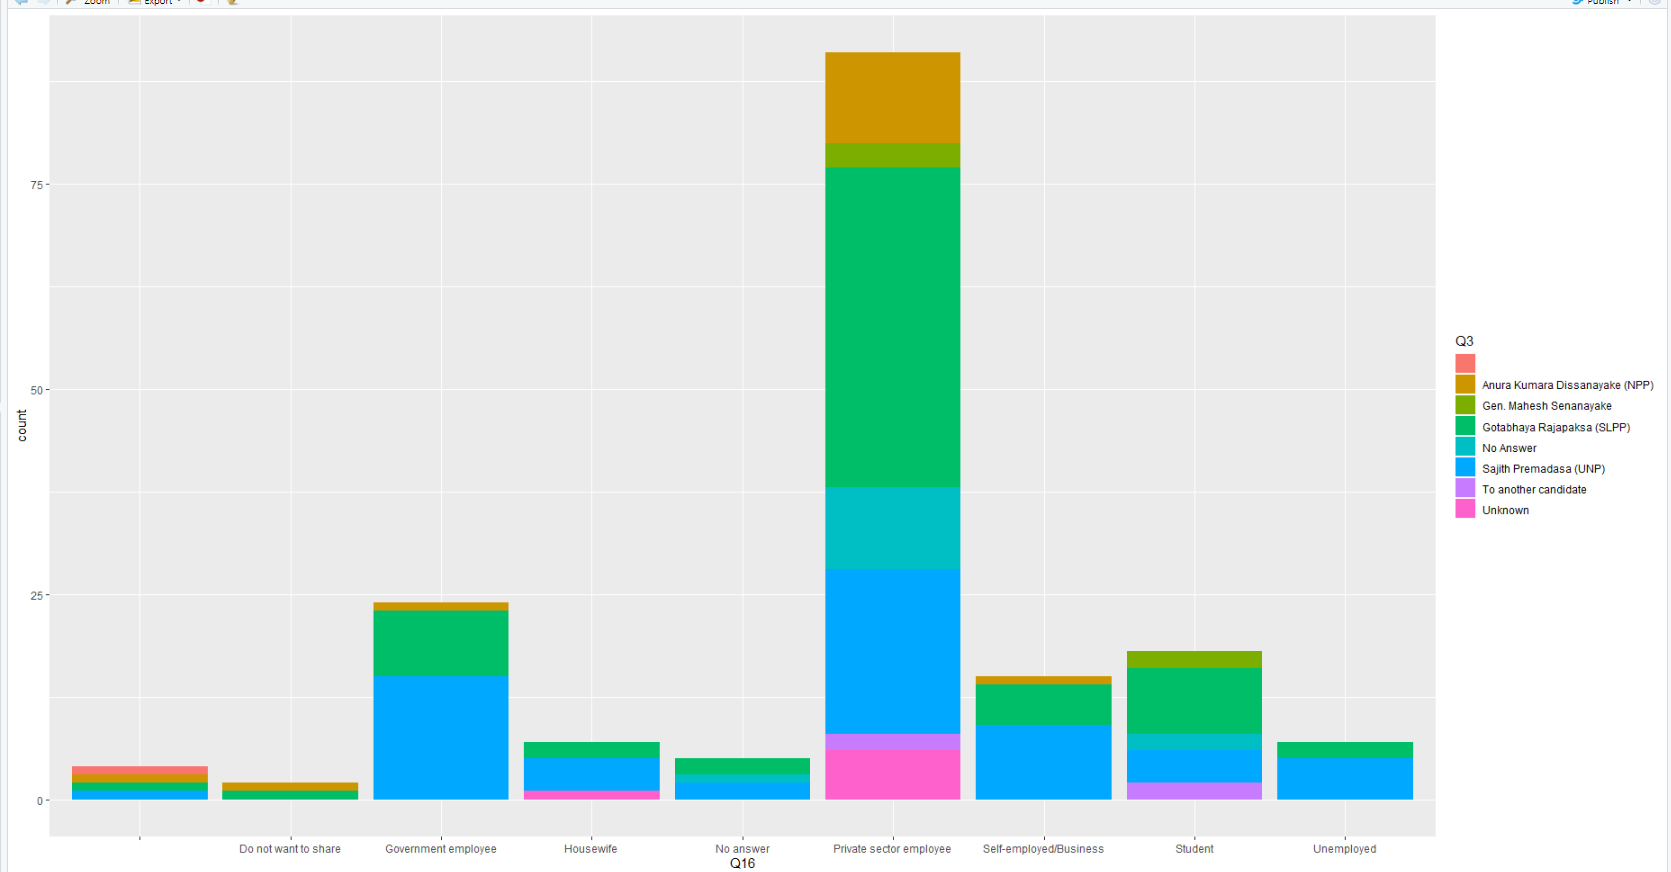 Zoom Export Publish
75
50
25
0
count
Do not want to share Government employee Housewife No answer Private sector employee Self-employed/Business Student Unemployed
Q16
Q3
Anura Kumara Dissanayake (NPP)
Gen. Mahesh Senanayake
Gotabhaya Rajapaksa (SLPP)
No Answer
Sajith Premadasa (UNP)
To another candidate
Unknown